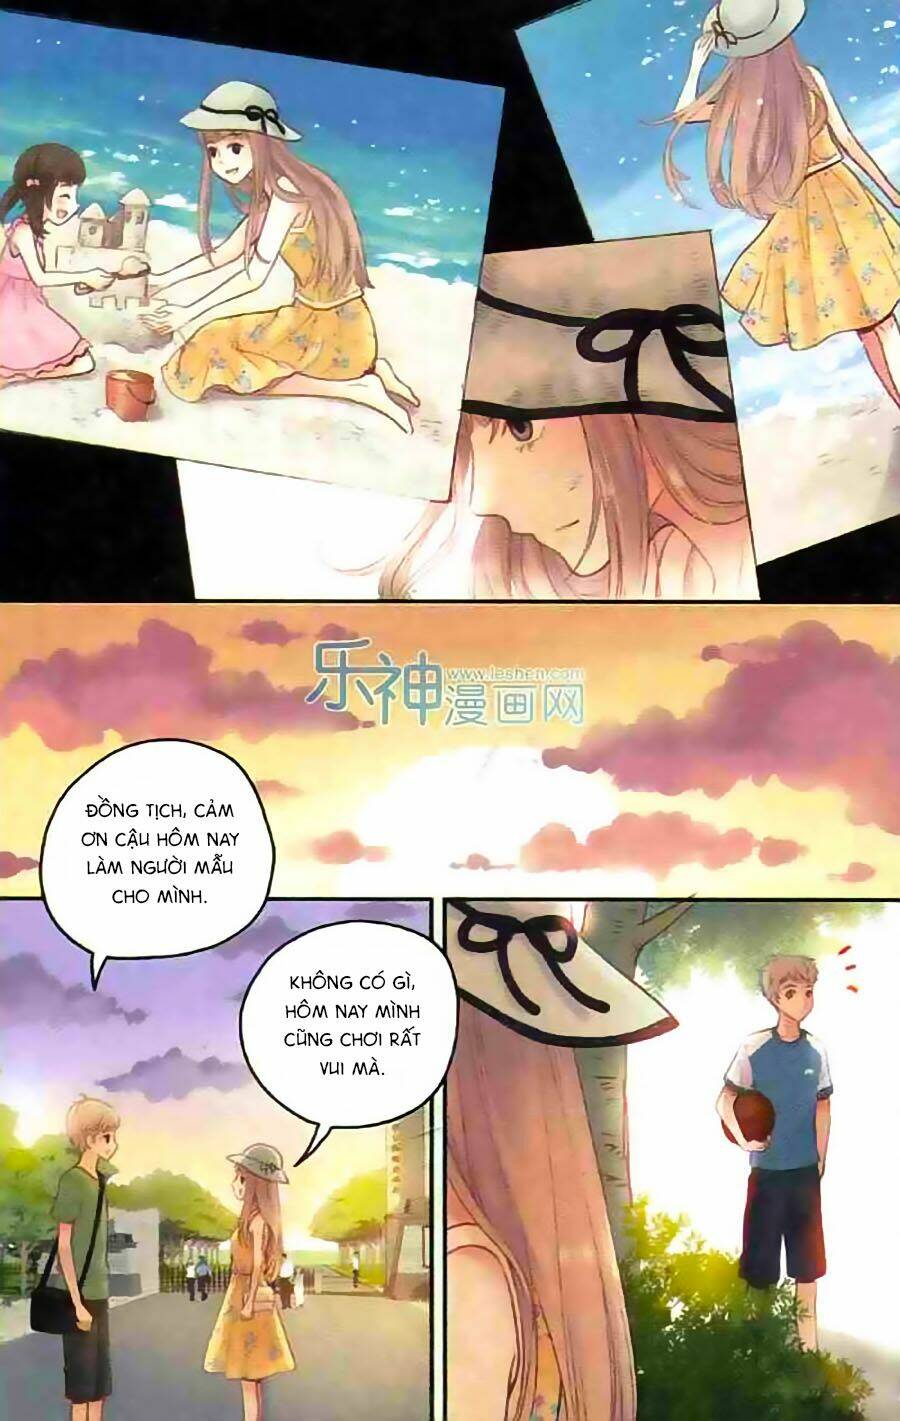 乐神 www.leshen.com
漫画网
ĐỒNG TỊCH, CẢM
ƠN CẬU HÔM NAY
LÀM NGƯỜI MẪU
CHO MÌNH.
KHÔNG CÓ GÌ,
HÔM NAY MÌNH
CŨNG CHƠI RẤT
VUI MÀ.